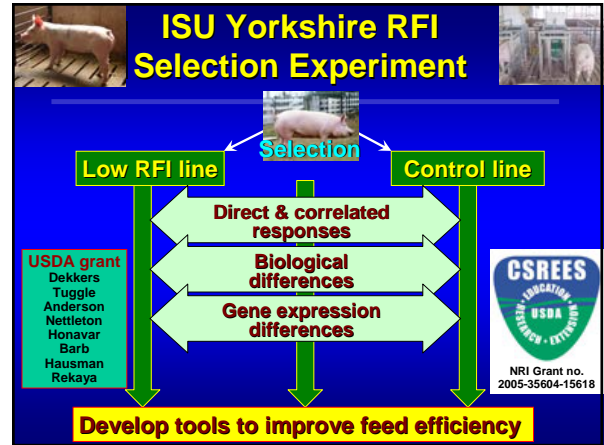 ISU Yorkshire RFI
Selection Experiment
Selection
Low RFI line
Control line
Direct & correlated
responses
Biological
differences
Gene expression
differences
USDA grant
Dekkers
Tuggle
Anderson
Nettleton
Honavar
Barb
Hausman
Rekaya
CSREES
EDUCATION
USDA
RESEARCH • EXTENSION
NRI Grant no.
2005-35604-15618
Develop tools to improve feed efficiency